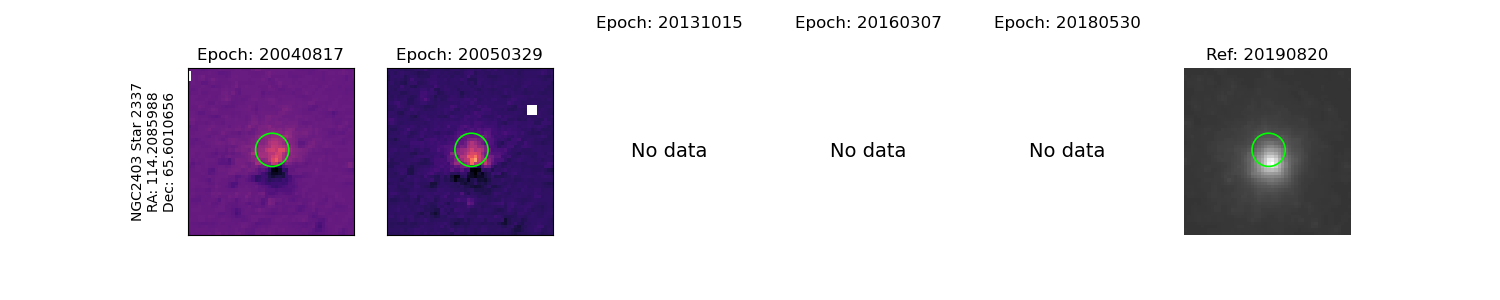 NGC2403 Star 2337
RA: 114.2085988
Dec: 65.6010656
Epoch: 20040817
Epoch: 20050329
Epoch: 20131015
No data
Epoch: 20160307
No data
Epoch: 20180530
No data
Ref: 20190820